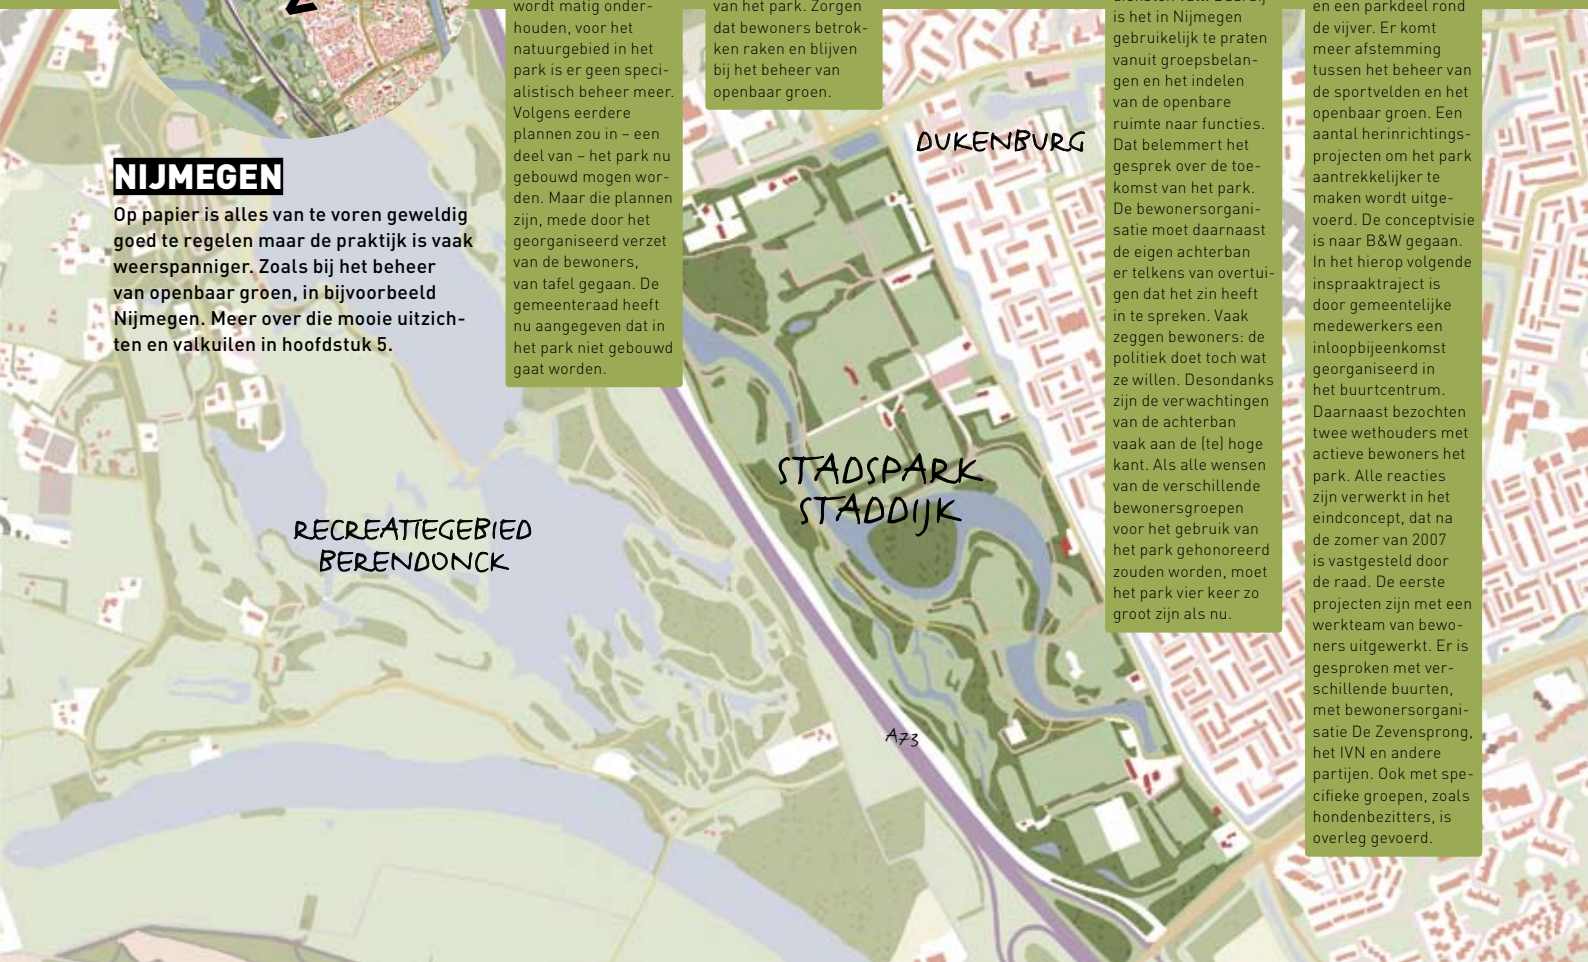 NIJMEGEN
Op papier is alles van te voren geweldig
goed te regelen maar de praktijk is vaak
weerspanniger. Zoals bij het beheer
van openbaar groen, in bijvoorbeeld
Nijmegen. Meer over die mooie uitzich-
ten en valkuilen in hoofdstuk 5.
wordt matig onder-
houden, voor het
natuurgebied in het
park is er geen speci-
alistisch beheer meer.
Volgens eerdere
plannen zou in – een
deel van – het park nu
gebouwd mogen wor-
den. Maar die plannen
zijn, mede door het
georganiseerd verzet
van de bewoners,
van tafel gegaan. De
gemeenteraad heeft
nu aangegeven dat in
het park niet gebouwd
gaat worden.
van het park. Zorgen
dat bewoners betrok-
ken raken en blijven
bij het beheer van
openbaar groen.
is het in Nijmegen
gebruikelijk te praten
vanuit groepsbelan-
gen en het indelen
van de openbare
ruimte naar functies.
Dat belemmert het
gesprek over de toe-
komst van het park.
De bewonersorgani-
satie moet daarnaast
de eigen achterban
er telkens van overtui-
gen dat het zin heeft
in te spreken. Vaak
zeggen bewoners: de
politiek doet toch wat
ze willen. Desondanks
zijn de verwachtingen
van de achterban
vaak aan de (te) hoge
kant. Als alle wensen
van de verschillende
bewonersgroepen
voor het gebruik van
het park gehonoreerd
zouden worden, moet
het park vier keer zo
groot zijn als nu.
en een parkdeel rond
de vijver. Er komt
meer afstemming
tussen het beheer van
de sportvelden en het
openbaar groen. Een
aantal herinrichtings-
projecten om het park
aantrekkelijker te
maken wordt uitge-
voerd. De conceptvisie
is naar B&W gegaan.
In het hierop volgende
inspraaktraject is
door gemeentelijke
medewerkers een
inloopbijeenkomst
georganiseerd in
het buurtcentrum.
Daarnaast bezochten
twee wethouders met
actieve bewoners het
park. Alle reacties
zijn verwerkt in het
eindconcept, dat na
de zomer van 2007
is vastgesteld door
de raad. De eerste
projecten zijn met een
werkteam van bewo-
ners uitgewerkt. Er is
gesproken met ver-
schillende buurten,
met bewonersorgani-
satie De Zevensprong,
het IVN en andere
partijen. Ook met spe-
cifieke groepen, zoals
hondenbezitters, is
overleg gevoerd.
DUKENBURG
STADSPARK
STADDIJK
RECREATIEGEBIED
BERENDONCK
A73